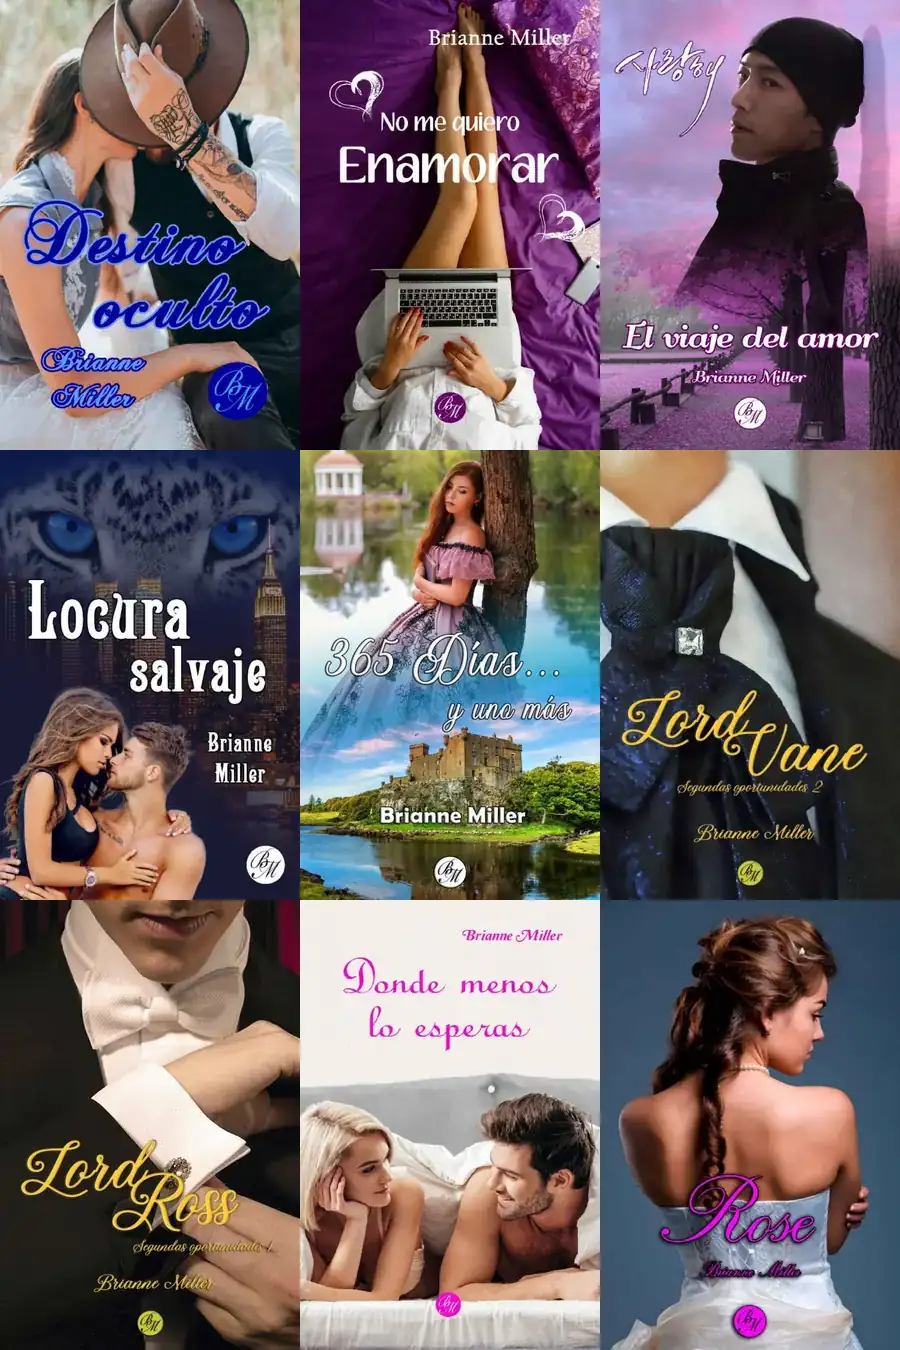 Destino
oculto
Brianne
Miller
BM
Brianne Miller
No me quiero
Enamorar
BM
사랑해
El viaje del amor
Brianne Miller
BM
Locura
salvaje
Brianne
Miller
BM
365 Días...
y uno más
Brianne Miller
BM
Lord
Vane
Segundas oportunidades 2
Brianne Miller
BM
Lord
Ross
Segundas oportunidades 1
Brianne Miller
BM
Brianne Miller
Donde menos
lo esperas
BM
Rose
Brianne Miller
BM